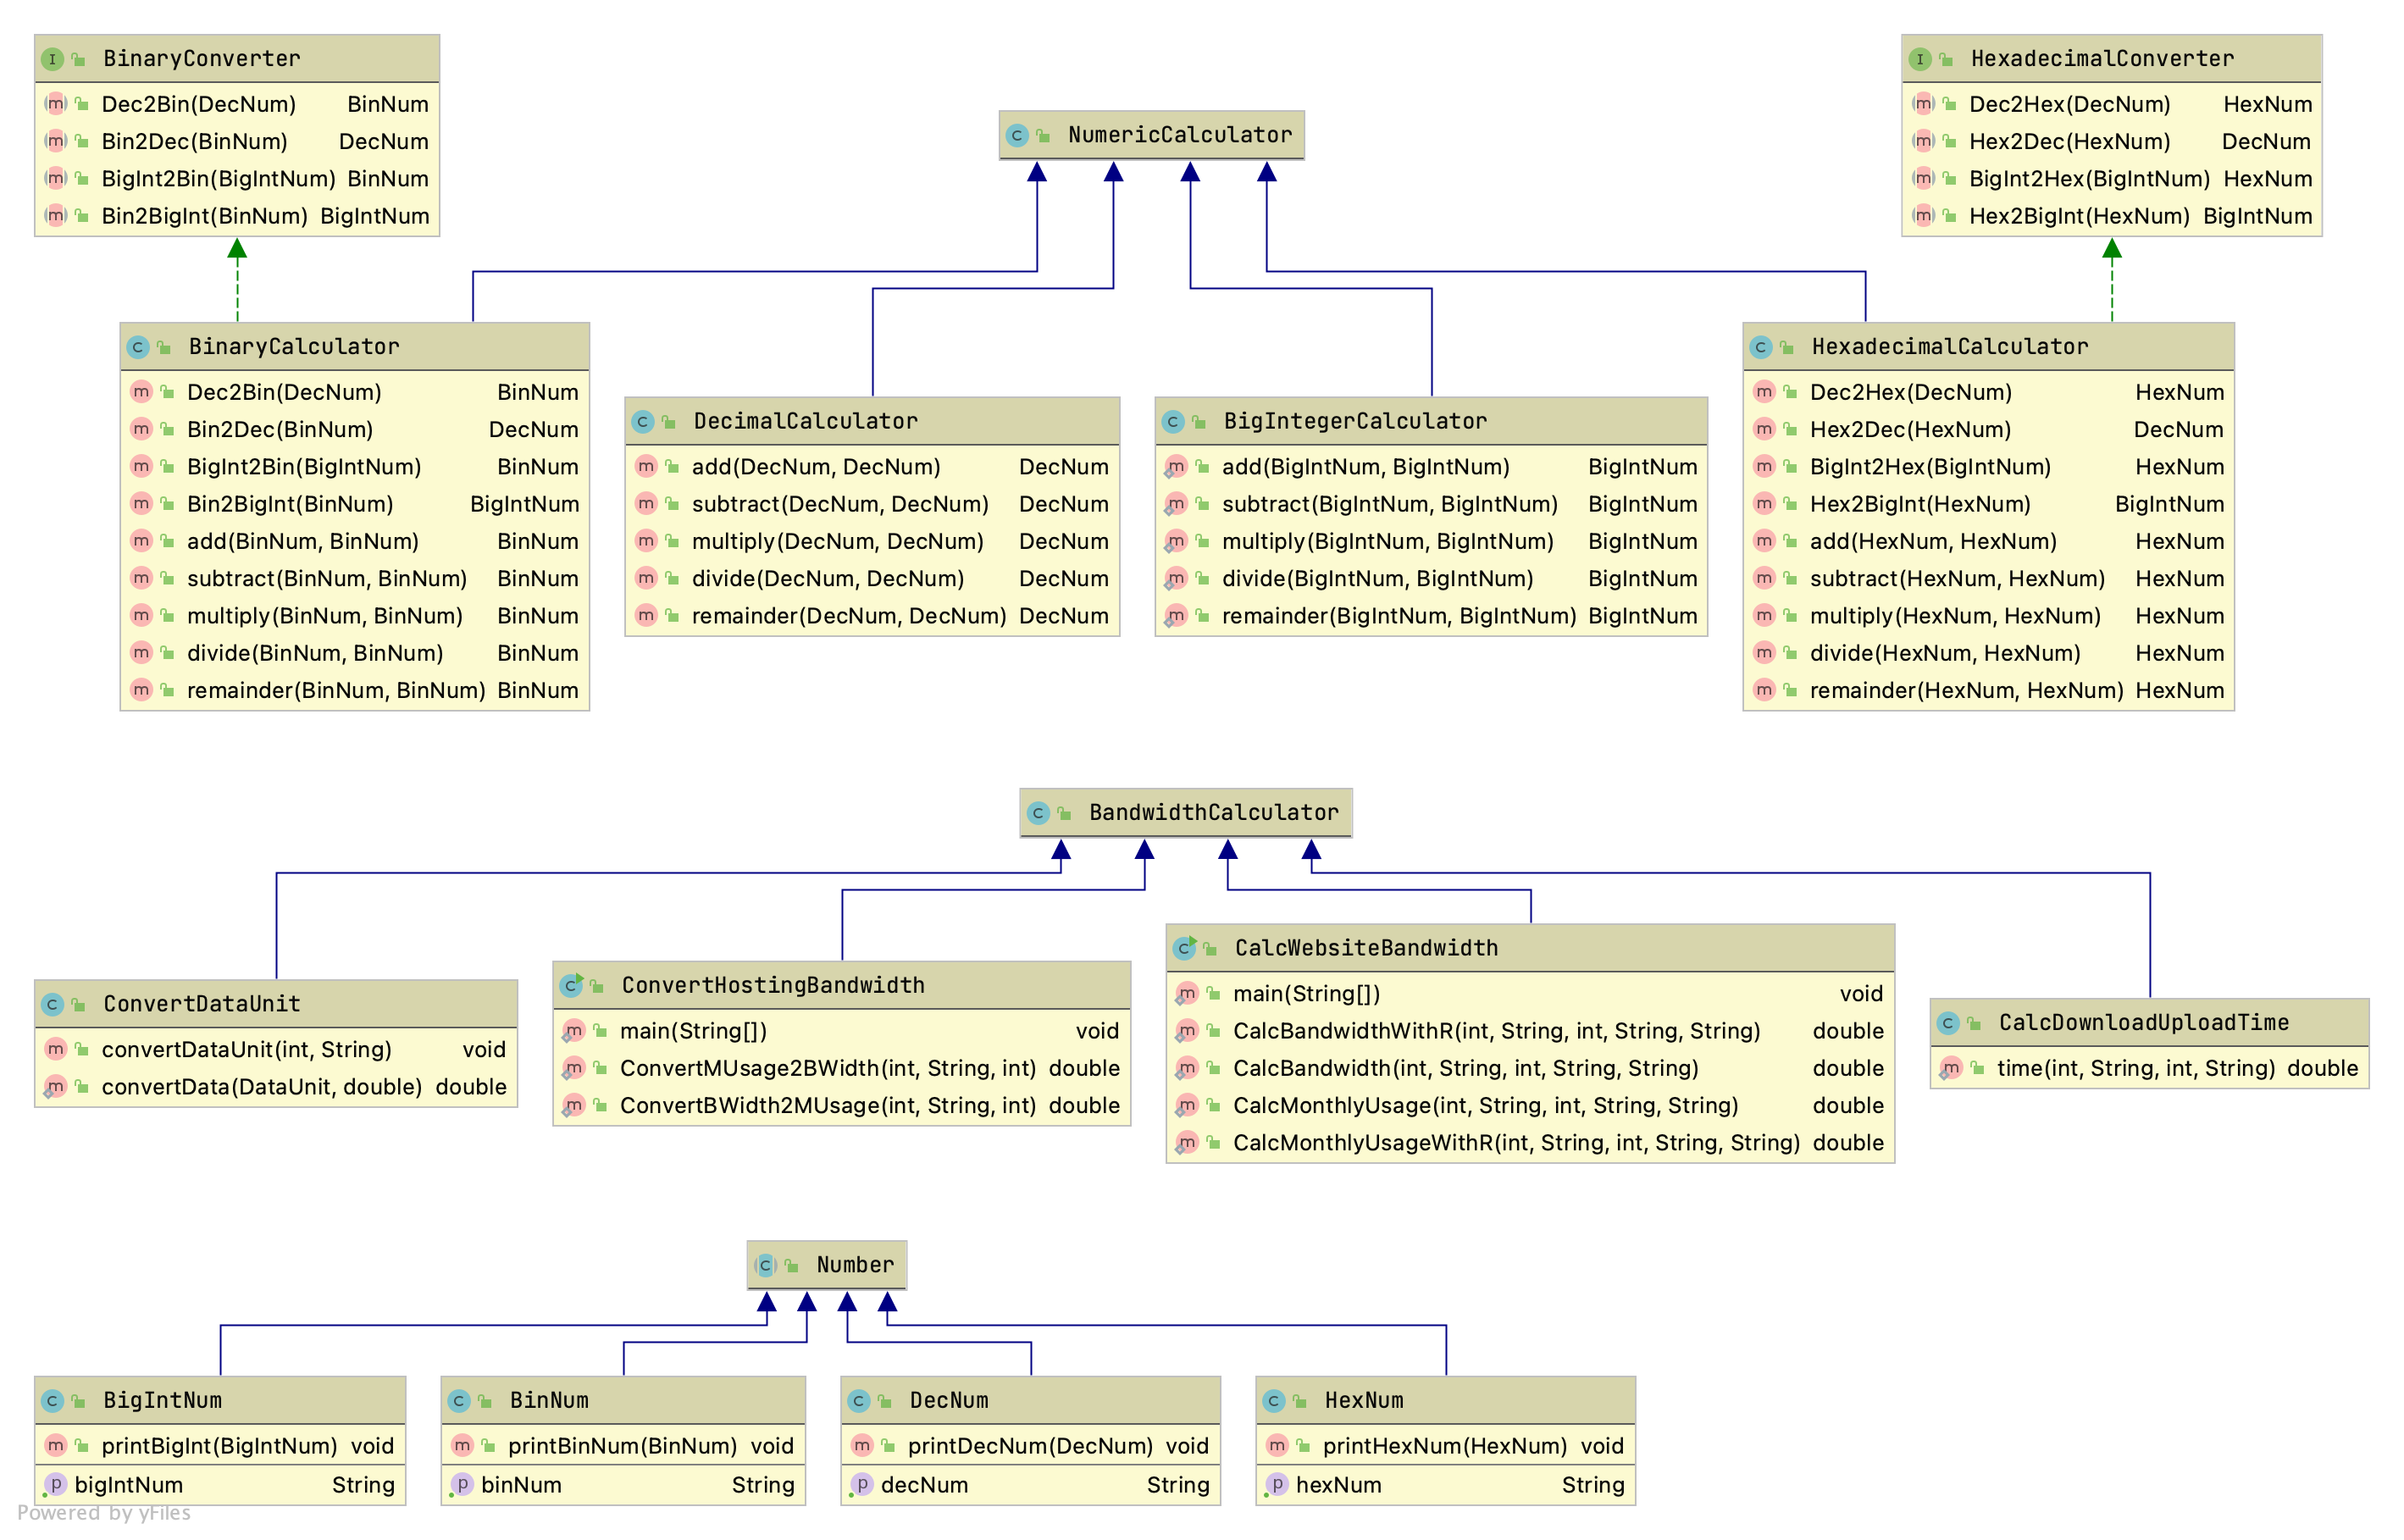 BinaryConverter
Dec2Bin(DecNum) BinNum
Bin2Dec(BinNum) DecNum
BigInt2Bin(BigIntNum) BinNum
Bin2BigInt(BinNum) BigIntNum
NumericCalculator
HexadecimalConverter
Dec2Hex(DecNum) HexNum
Hex2Dec(HexNum) DecNum
BigInt2Hex(BigIntNum) HexNum
Hex2BigInt(HexNum) BigIntNum
BinaryCalculator
Dec2Bin(DecNum) BinNum
Bin2Dec(BinNum) DecNum
BigInt2Bin(BigIntNum) BinNum
Bin2BigInt(BinNum) BigIntNum
add(BinNum, BinNum) BinNum
subtract(BinNum, BinNum) BinNum
multiply(BinNum, BinNum) BinNum
divide(BinNum, BinNum) BinNum
remainder(BinNum, BinNum) BinNum
DecimalCalculator
add(DecNum, DecNum) DecNum
subtract(DecNum, DecNum) DecNum
multiply(DecNum, DecNum) DecNum
divide(DecNum, DecNum) DecNum
remainder(DecNum, DecNum) DecNum
BigIntegerCalculator
add(BigIntNum, BigIntNum) BigIntNum
subtract(BigIntNum, BigIntNum) BigIntNum
multiply(BigIntNum, BigIntNum) BigIntNum
divide(BigIntNum, BigIntNum) BigIntNum
remainder(BigIntNum, BigIntNum) BigIntNum
HexadecimalCalculator
Dec2Hex(DecNum) HexNum
Hex2Dec(HexNum) DecNum
BigInt2Hex(BigIntNum) HexNum
Hex2BigInt(HexNum) BigIntNum
add(HexNum, HexNum) HexNum
subtract(HexNum, HexNum) HexNum
multiply(HexNum, HexNum) HexNum
divide(HexNum, HexNum) HexNum
remainder(HexNum, HexNum) HexNum
BandwidthCalculator
ConvertDataUnit
convertDataUnit(int, String) void
convertData(DataUnit, double) double
ConvertHostingBandwidth
main(String[]) void
ConvertMUsage2BWidth(int, String, int) double
ConvertBWidth2MUsage(int, String, int) double
CalcWebsiteBandwidth
main(String[]) void
CalcBandwidthWithR(int, String, int, String, String) double
CalcBandwidth(int, String, int, String, String) double
CalcMonthlyUsage(int, String, int, String, String) double
CalcMonthlyUsageWithR(int, String, int, String, String) double
CalcDownloadUploadTime
time(int, String, int, String) double
Number
BigIntNum
printBigInt(BigIntNum) void
bigIntNum String
BinNum
printBinNum(BinNum) void
binNum String
DecNum
printDecNum(DecNum) void
decNum String
HexNum
printHexNum(HexNum) void
hexNum String
Powered by yFiles